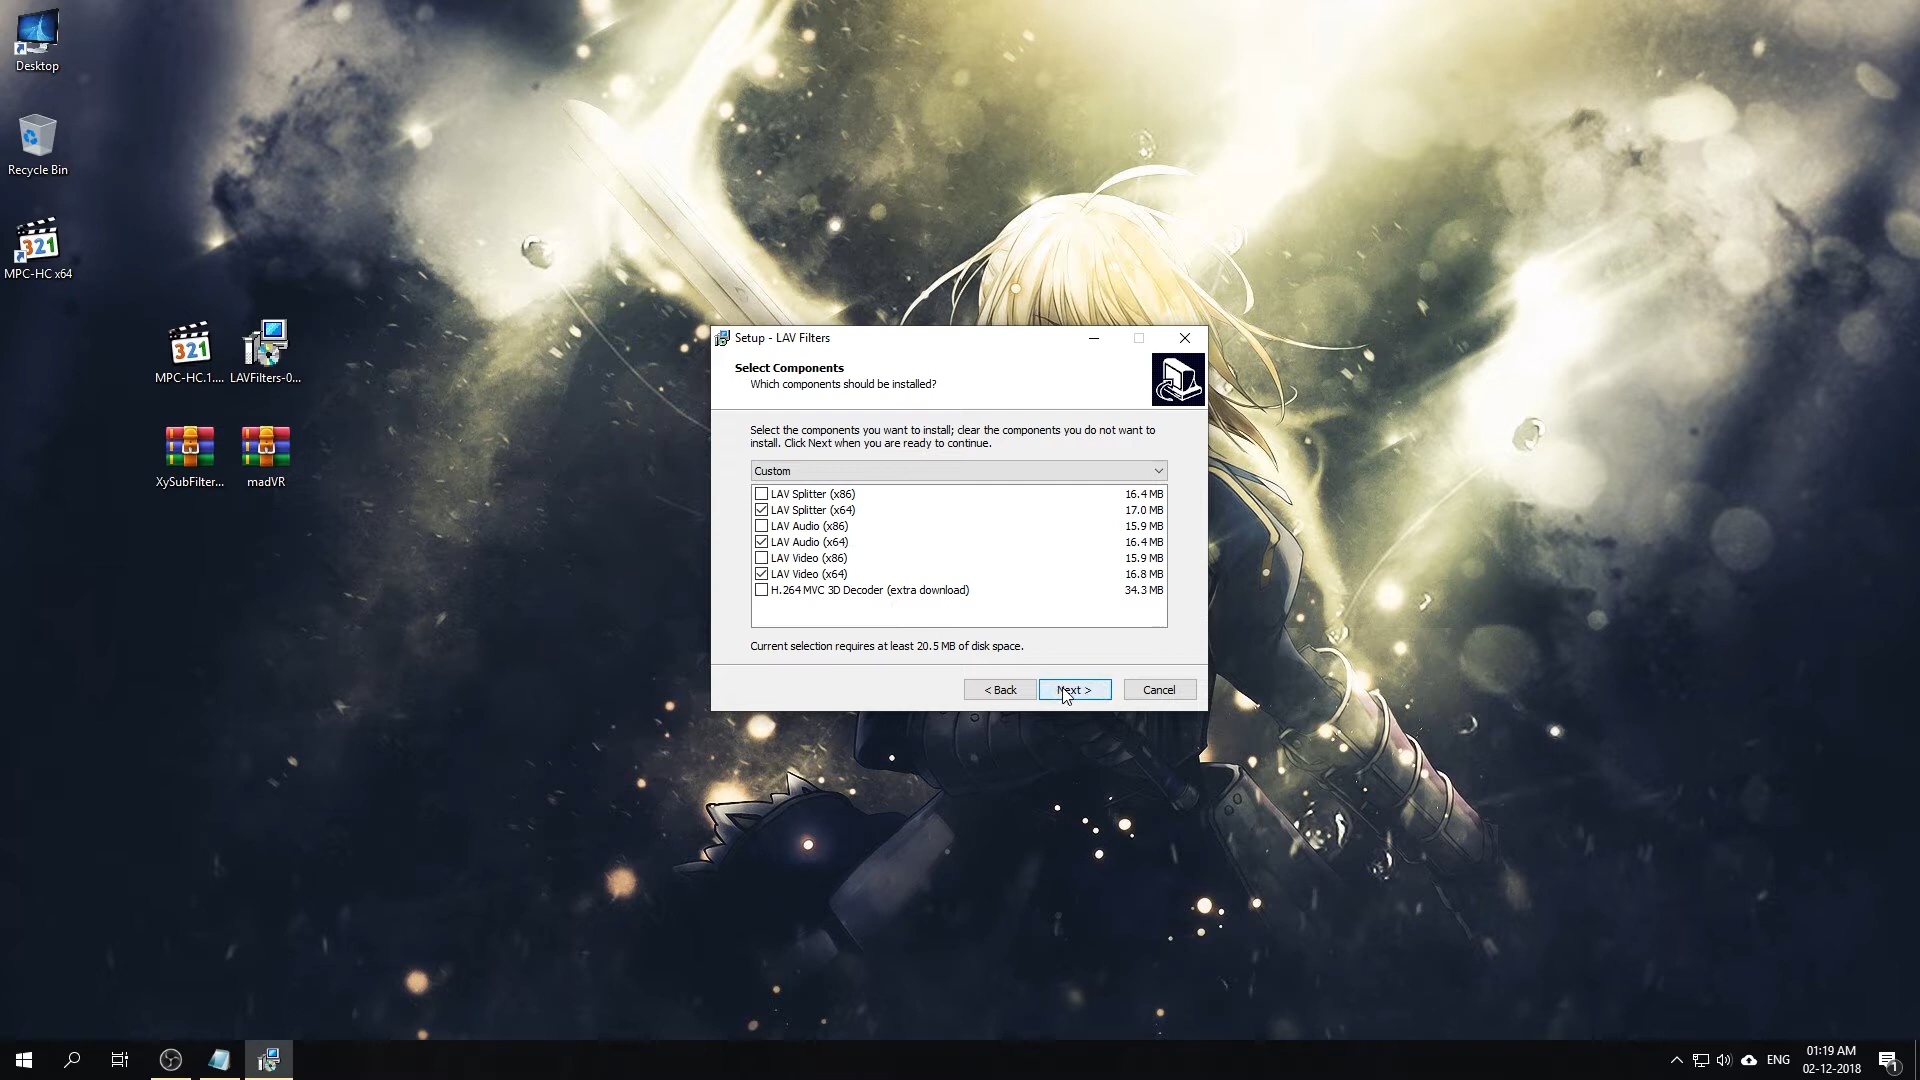 Desktop
Recycle Bin
MPC-HC x64
MPC-HC.1.... LAVFilters-0...
XySubFilter... madVR
Setup - LAV Filters
Select Components
Which components should be installed?
Select the components you want to install; clear the components you do not want to
install. Click Next when you are ready to continue.
Custom
LAV Splitter (x86) 16.4 MB
LAV Splitter (x64) 17.0 MB
LAV Audio (x86) 15.9 MB
LAV Audio (x64) 16.4 MB
LAV Video (x86) 15.9 MB
LAV Video (x64) 16.8 MB
H.264 MVC 3D Decoder (extra download) 34.3 MB
Current selection requires at least 20.5 MB of disk space.
< Back Next > Cancel
ENG
01:19 AM
02-12-2018
1
321
321
321